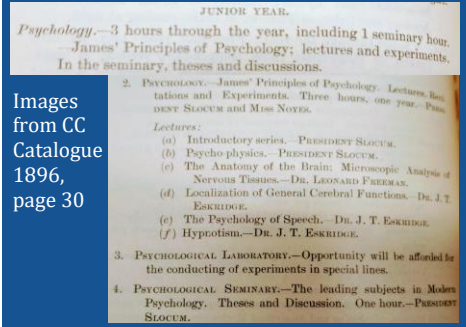 JUNIOR YEAR.
Psychology.—3 hours through the year, including 1 seminary hour.
James' Principles of Psychology; lectures and experiments.
In the seminary, theses and discussions.
Images
from CC
Catalogue
1896,
page 30
2. PSYCHOLOGY.—James' Principles of Psychology. Lectures, Reci-
tations and Experiments. Three hours, one year.—PRESI-
DENT SLOCUM and MISS NOYES.
Lectures:
(a) Introductory series.—PRESIDENT SLOCUM.
(b) Psycho-physics.—PRESIDENT SLOCUM.
(c) The Anatomy of the Brain; Microscopic Analysis of
Nervous Tissues.—DR. LEONARD FREEMAN.
(d) Localization of General Cerebral Functions.—DR. J. T.
ESKRIDGE.
(e) The Psychology of Speech.—DR. J. T. ESKRIDGE.
(f) Hypnotism.—DR. J. T. ESKRIDGE.
3. PSYCHOLOGICAL LABORATORY.—Opportunity will be afforded for
the conducting of experiments in special lines.
4. PSYCHOLOGICAL SEMINARY.—The leading subjects in Modern
Psychology. Theses and Discussion. One hour.—PRESIDENT
SLOCUM.